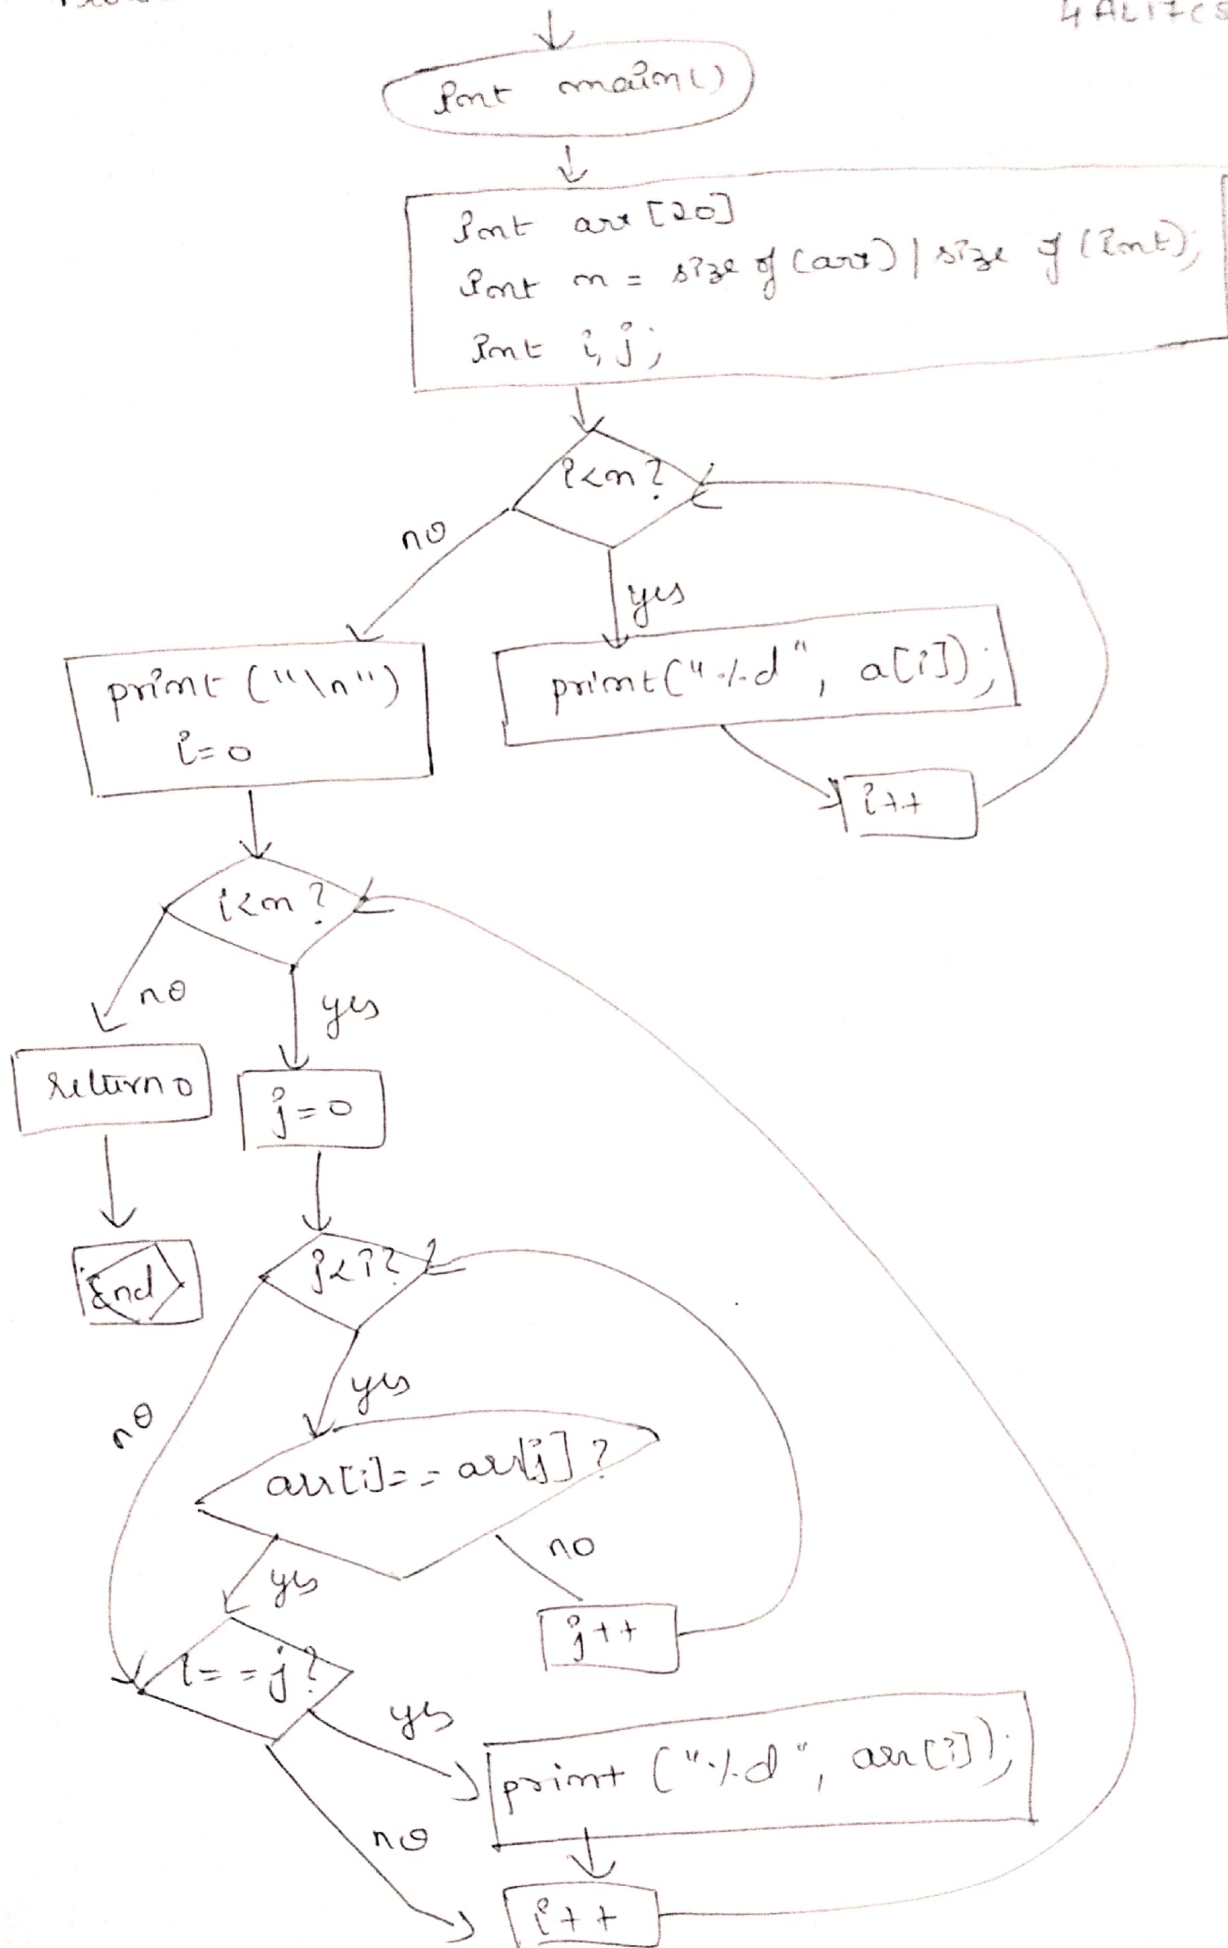 4AL17CS
int main()
int arr[20]
int n = size of (arr) | size of (int);
int i, j;
i<n?
no
yes
print ("\n")
i=0
print("%d", a[i]);
i++
i<n?
no
yes
return 0
j=0
End
j<i?
yes
no
arr[i]==arr[j]?
no
yes
j++
i==j?
yes
print ("%d", arr[i]);
no
i++